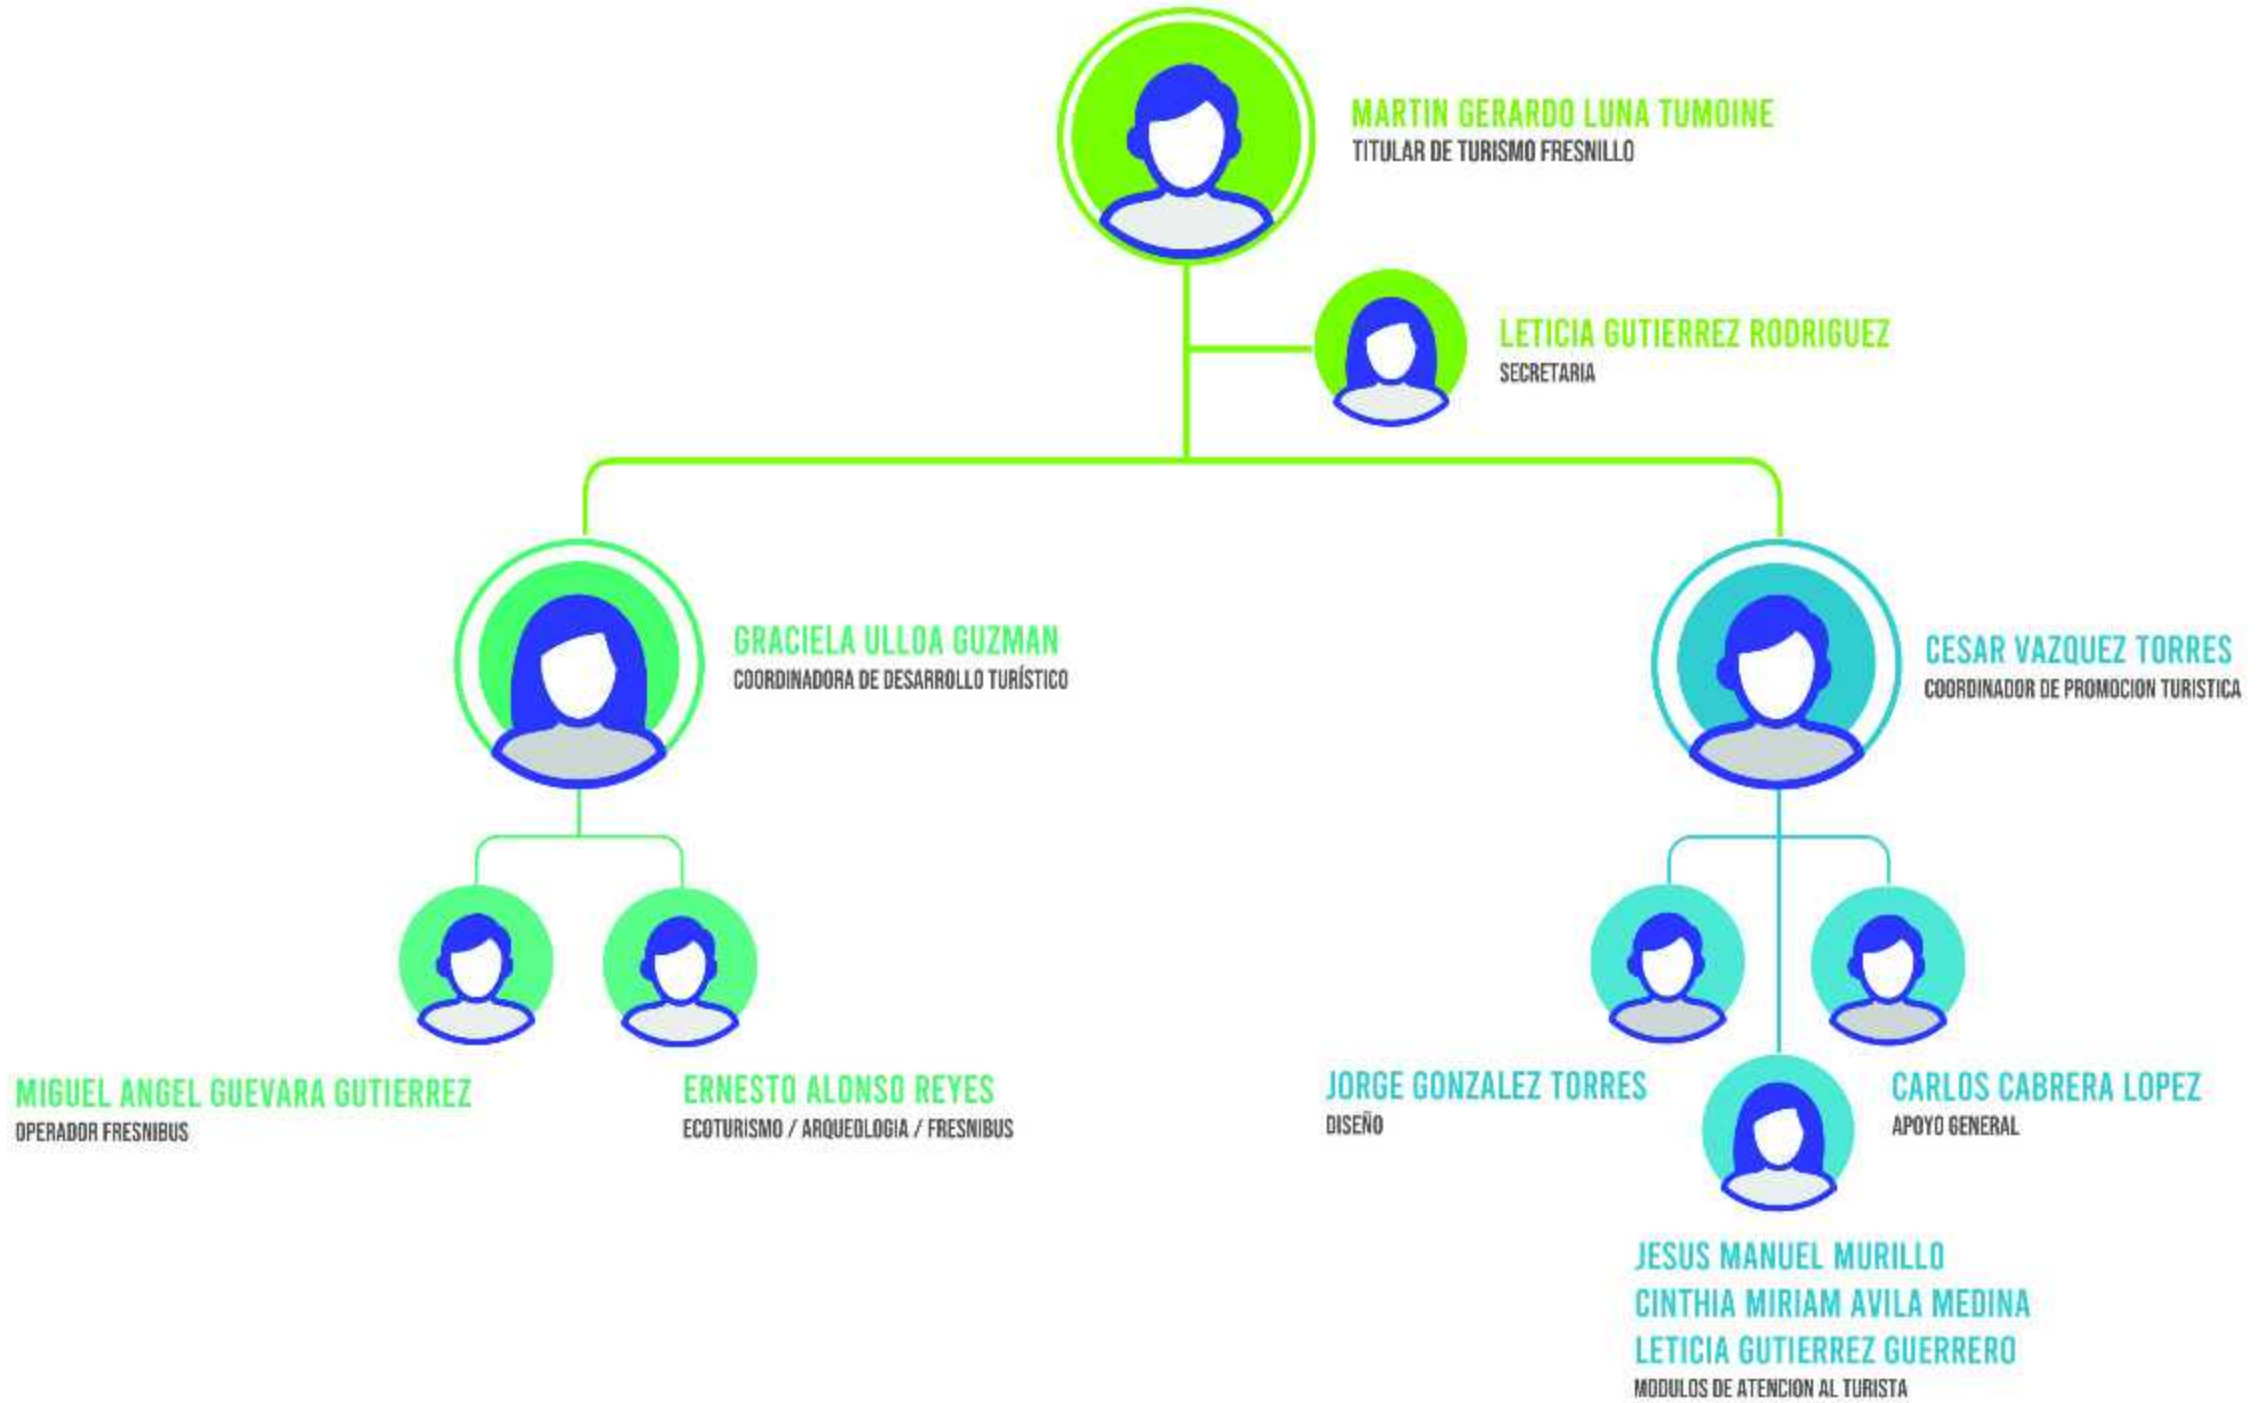 MARTIN GERARDO LUNA TUMOINE
TITULAR DE TURISMO FRESNILLO
LETICIA GUTIERREZ RODRIGUEZ
SECRETARIA
GRACIELA ULLOA GUZMAN
COORDINADORA DE DESARROLLO TURÍSTICO
CESAR VAZQUEZ TORRES
COORDINADOR DE PROMOCION TURISTICA
MIGUEL ANGEL GUEVARA GUTIERREZ
OPERADOR FRESNIBUS
ERNESTO ALONSO REYES
ECOTURISMO / ARQUEOLOGIA / FRESNIBUS
JORGE GONZALEZ TORRES
DISEÑO
CARLOS CABRERA LOPEZ
APOYO GENERAL
JESUS MANUEL MURILLO
CINTHIA MIRIAM AVILA MEDINA
LETICIA GUTIERREZ GUERRERO
MODULOS DE ATENCION AL TURISTA